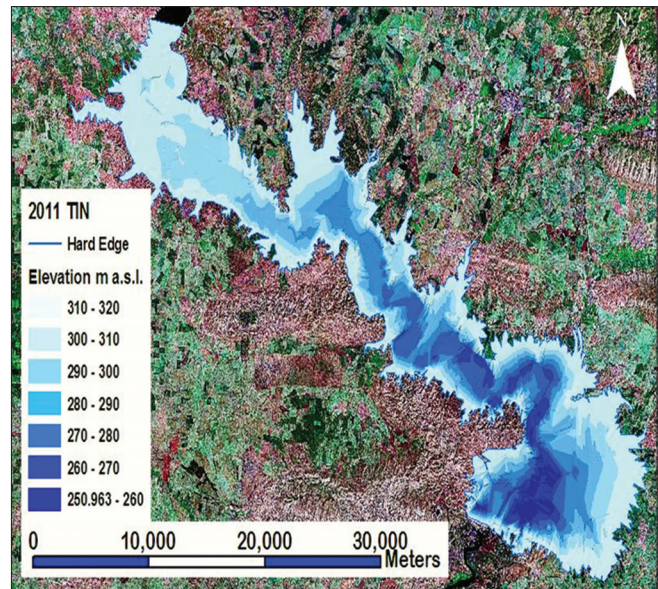 N
2011 TIN
Hard Edge
Elevation m a.s.l.
310 - 320
300 - 310
290 - 300
280 - 290
270 - 280
260 - 270
250.963 - 260
0 10,000 20,000 30,000
Meters